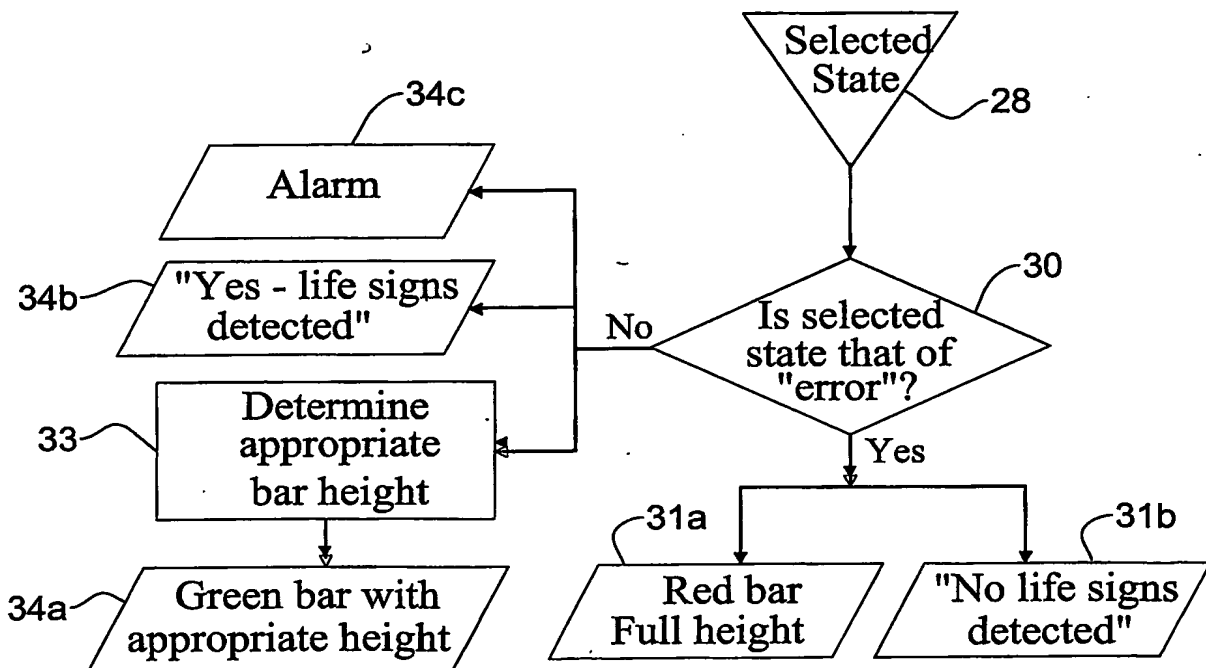 Selected
State
28
34c
Alarm
34b
"Yes - life signs
detected"
No
30
Is selected
state that of
"error"?
33
Determine
appropriate
bar height
Yes
34a
Green bar with
appropriate height
31a
Red bar
Full height
31b
"No life signs
detected"